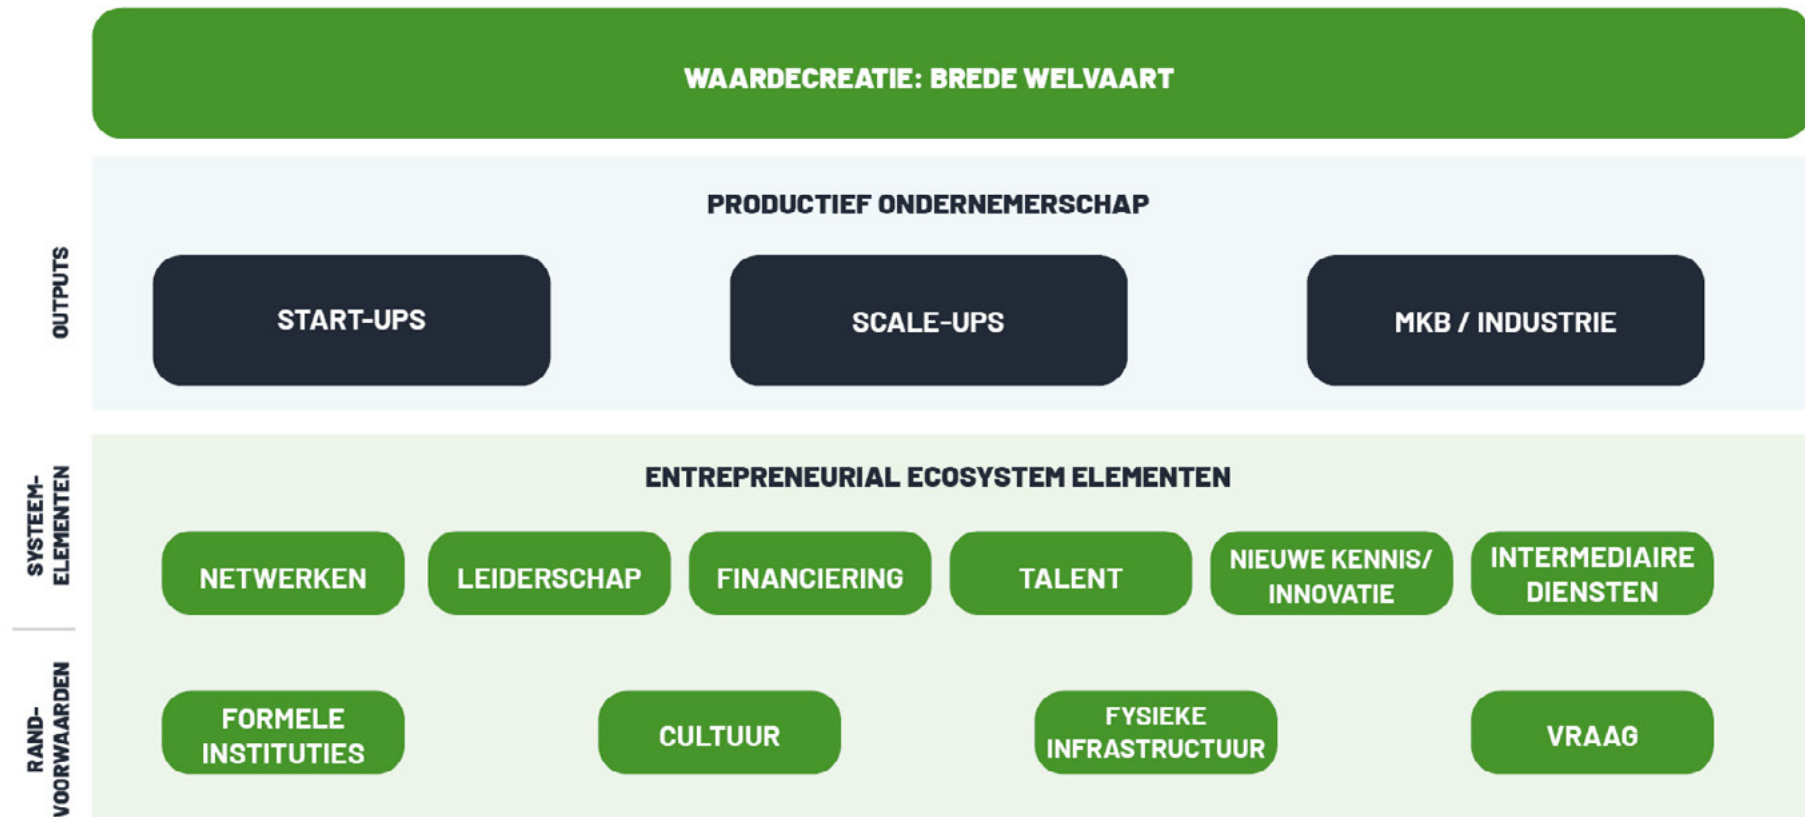 WAARDECREATIE: BREDE WELVAART
OUTPUTS
PRODUCTIEF ONDERNEMERSCHAP
START-UPS
SCALE-UPS
MKB / INDUSTRIE
SYSTEEM-
ELEMENTEN
ENTREPRENEURIAL ECOSYSTEM ELEMENTEN
NETWERKEN
LEIDERSCHAP
FINANCIERING
TALENT
NIEUWE KENNIS/
INNOVATIE
INTERMEDIAIRE
DIENSTEN
RAND-
VOORWAARDEN
FORMELE
INSTITUTIES
CULTUUR
FYSIEKE
INFRASTRUCTUUR
VRAAG